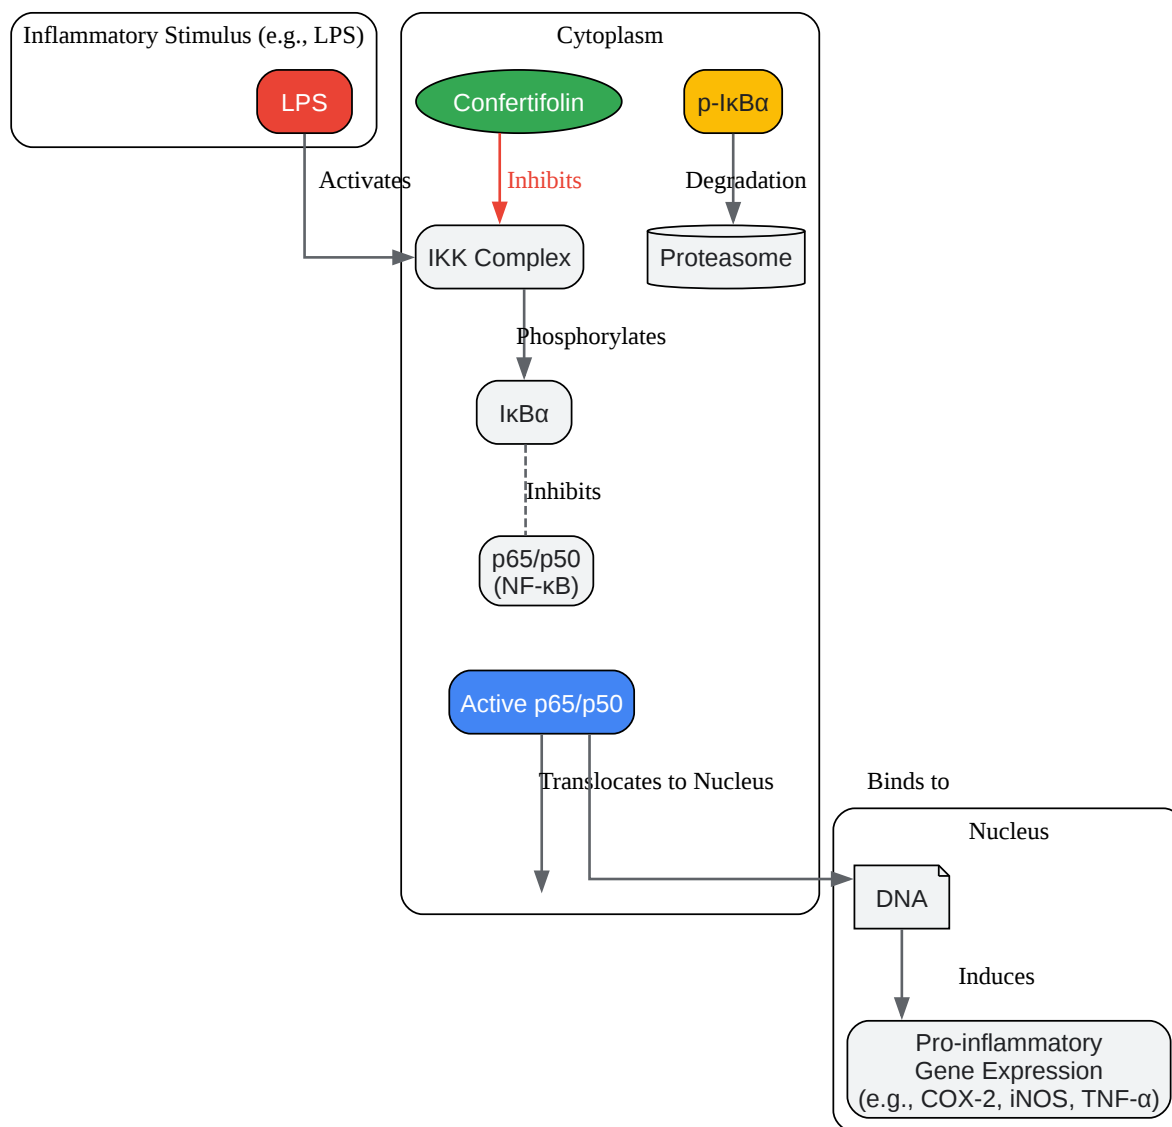 Inflammatory Stimulus (e.g., LPS)
Cytoplasm
LPS
Confertifolin
p-IκBα
Activates
Inhibits
Degradation
IKK Complex
Proteasome
Phosphorylates
IκBα
Inhibits
p65/p50
(NF-κB)
Active p65/p50
Translocates to Nucleus
Binds to
Nucleus
DNA
Induces
Pro-inflammatory
Gene Expression
(e.g., COX-2, iNOS, TNF-α)